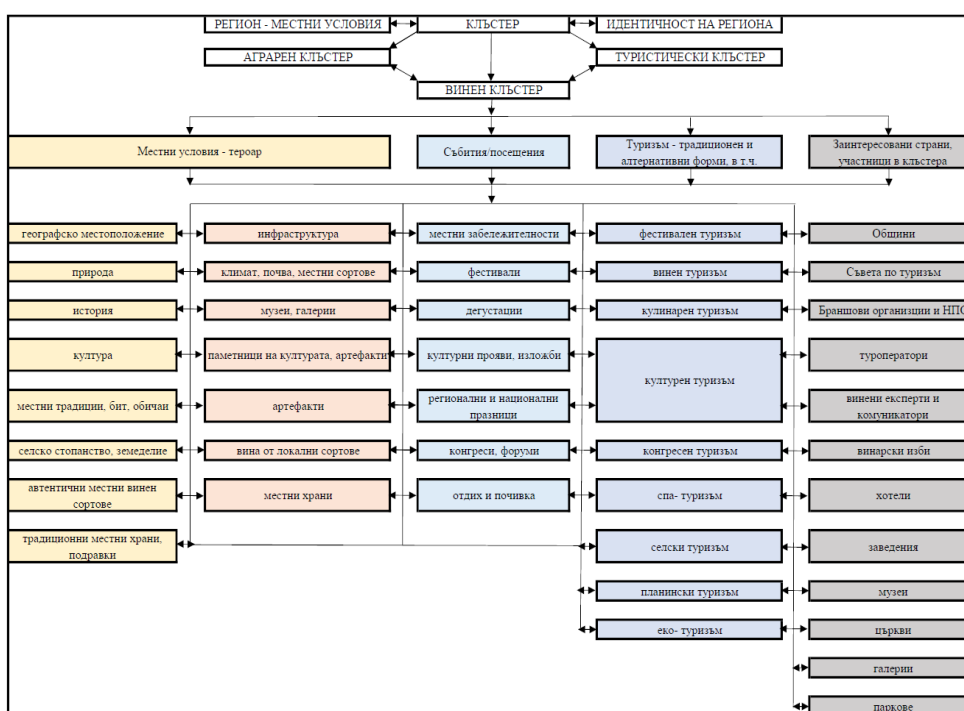 РЕГИОН - МЕСТНИ УСЛОВИЯ
КЛЪСТЕР
ИДЕНТИЧНОСТ НА РЕГИОНА
АГРАРЕН КЛЪСТЕР
ТУРИСТИЧЕСКИ КЛЪСТЕР
ВИНЕН КЛЪСТЕР
Местни условия - тероар
Събития/посещения
Туризъм - традиционен и
алтернативни форми, в т.ч.
Заинтересовани страни,
участници в клъстера
географско местоположение
инфраструктура
местни забележителности
фестивален туризъм
Общини
природа
климат, почва, местни сортове
фестивали
винен туризъм
Съвета по туризъм
история
музеи, галерии
дегустации
кулинарен туризъм
Браншови организции и НПО
култура
паметници на културата, артефакти
културни прояви, изложби
културен туризъм
туроператори
местни традиции, бит, обичаи
артефакти
регионални и национални
празници
винени експерти и
комуникатори
селско стопанство, земеделие
вина от локални сортове
конгреси, форуми
конгресен туризъм
винарски изби
автентични местни винен
сортове
местни храни
отдих и почивка
спа- туризъм
хотели
традиционни местни храни,
подравки
селски туризъм
заведения
планински туризъм
музеи
еко- туризъм
църкви
галерии
паркове